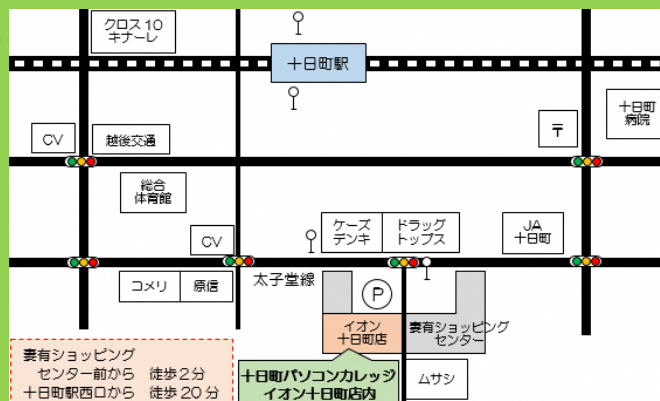 クロス10
キナーレ
十日町駅
十日町
病院
〒
CV
越後交通
総合
体育館
CV
ケーズ
デンキ
ドラッグ
トップス
JA
十日町
コメリ
原信
太子堂線
P
イオン
十日町店
妻有ショッピング
センター
妻有ショッピング
センター前から 徒歩2分
十日町駅西口から 徒歩20分
十日町パソコンカレッジ
イオン十日町店内
ムサシ